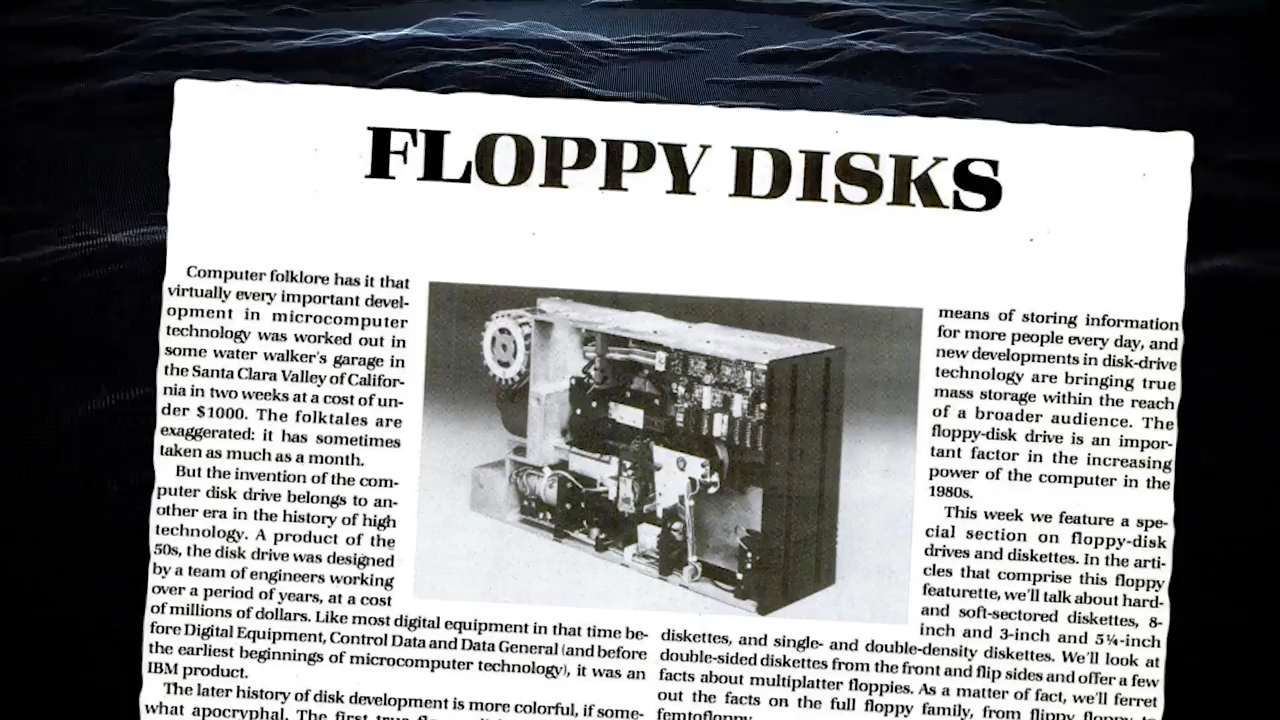 FLOPPY DISKS
Computer folklore has it that
virtually every important devel-
opment in microcomputer
technology was worked out in
some water walker's garage in
the Santa Clara Valley of Califor-
nia in two weeks at a cost of un-
der $1000. The folktales are
exaggerated: it has sometimes
taken as much as a month.
But the invention of the com-
puter disk drive belongs to an-
other era in the history of high
technology. A product of the
50s, the disk drive was designed
by a team of engineers working
over a period of years, at a cost
of millions of dollars. Like most digital equipment in that time be-
fore Digital Equipment, Control Data and Data General (and before
the earliest beginnings of microcomputer technology), it was an
IBM product.
The later history of disk development is more colorful, if some-
what apocryphal. The first true
means of storing information
for more people every day, and
new developments in disk-drive
technology are bringing true
mass storage within the reach
of a broader audience. The
floppy-disk drive is an impor-
tant factor in the increasing
power of the computer in the
1980s.
This week we feature a spe-
cial section on floppy-disk
drives and diskettes. In the arti-
cles that comprise this floppy
featurette, we'll talk about hard-
and soft-sectored diskettes, 8-
inch and 3-inch and 5¼-inch
diskettes, and single- and double-density diskettes. We'll look at
double-sided diskettes from the front and flip sides and offer a few
facts about multiplatter floppies. As a matter of fact, we'll ferret
out the facts on the full floppy family, from flippy floppy to
femtofloppy.